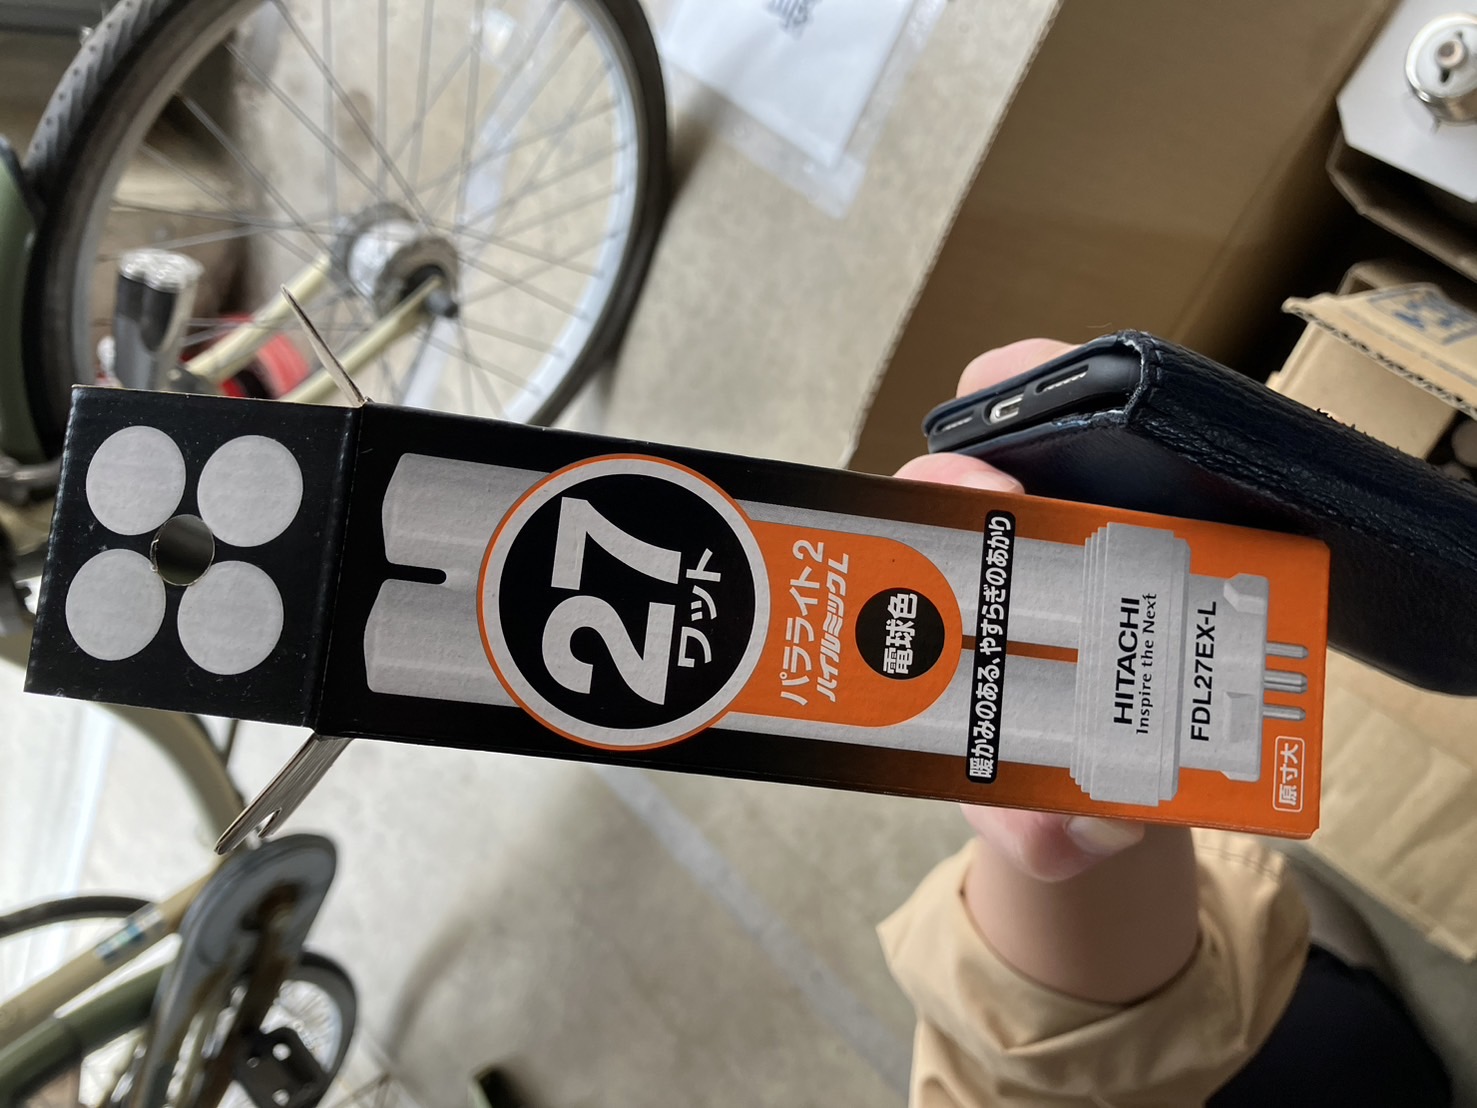 27
ワット
パラライト2
ハイルミックL
電球色
暖かみのある、やすらぎのあかり
HITACHI
Inspire the Next
FDL27EX-L
原寸大